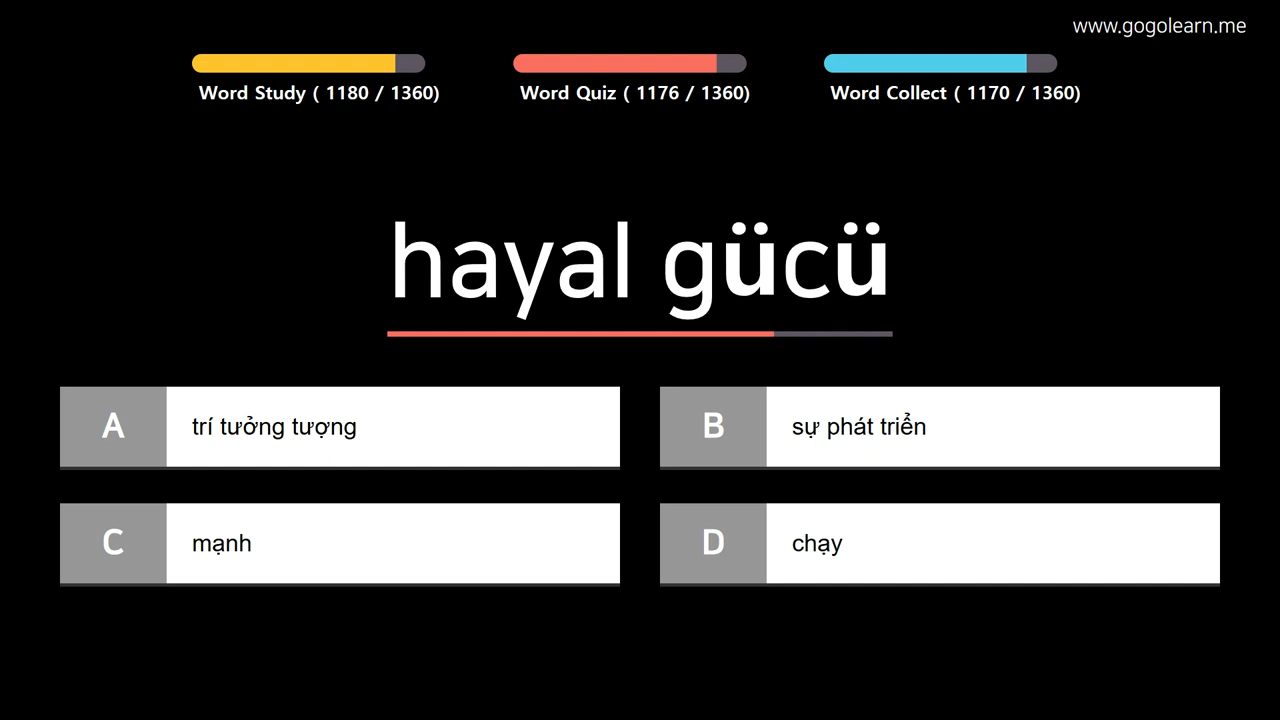 www.gogolearn.me
Word Study ( 1180 / 1360)
Word Quiz ( 1176 / 1360)
Word Collect ( 1170 / 1360)
hayal gücü
A
trí tưởng tượng
B
sự phát triển
C
mạnh
D
chạy